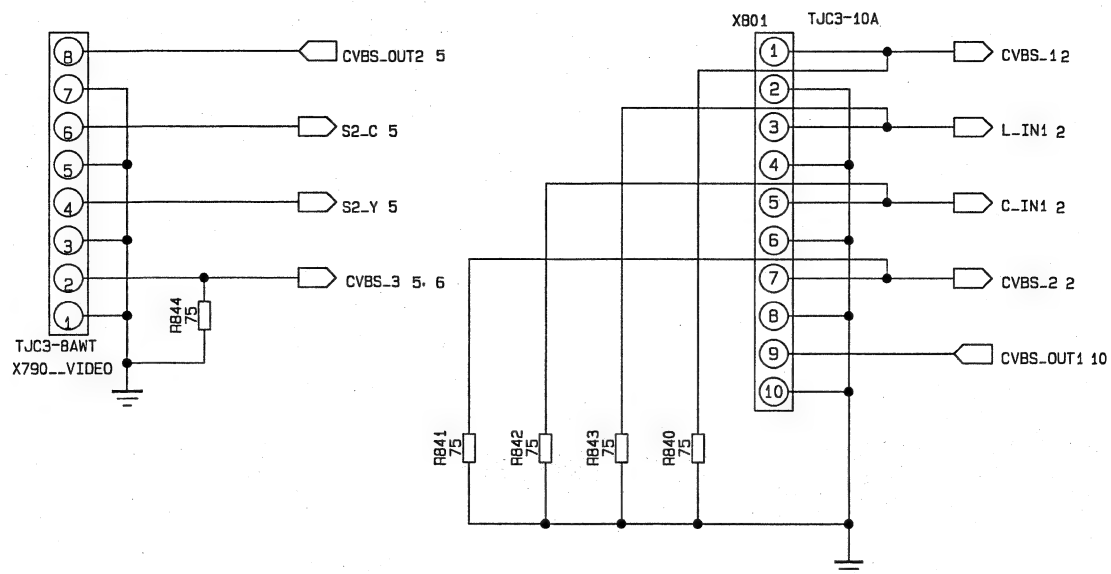 8
CVBS_OUT2 5
7
6
S2_C 5
5
4
S2_Y 5
3
2
CVBS_3 5, 6
1
R844
75
TJC3-8AWT
X790__VIDEO
X801 TJC3-10A
1
CVBS_1 2
2
3
L_IN1 2
4
5
C_IN1 2
6
7
CVBS_2 2
8
9
CVBS_OUT1 10
10
R841
75
R842
75
R843
75
R840
75